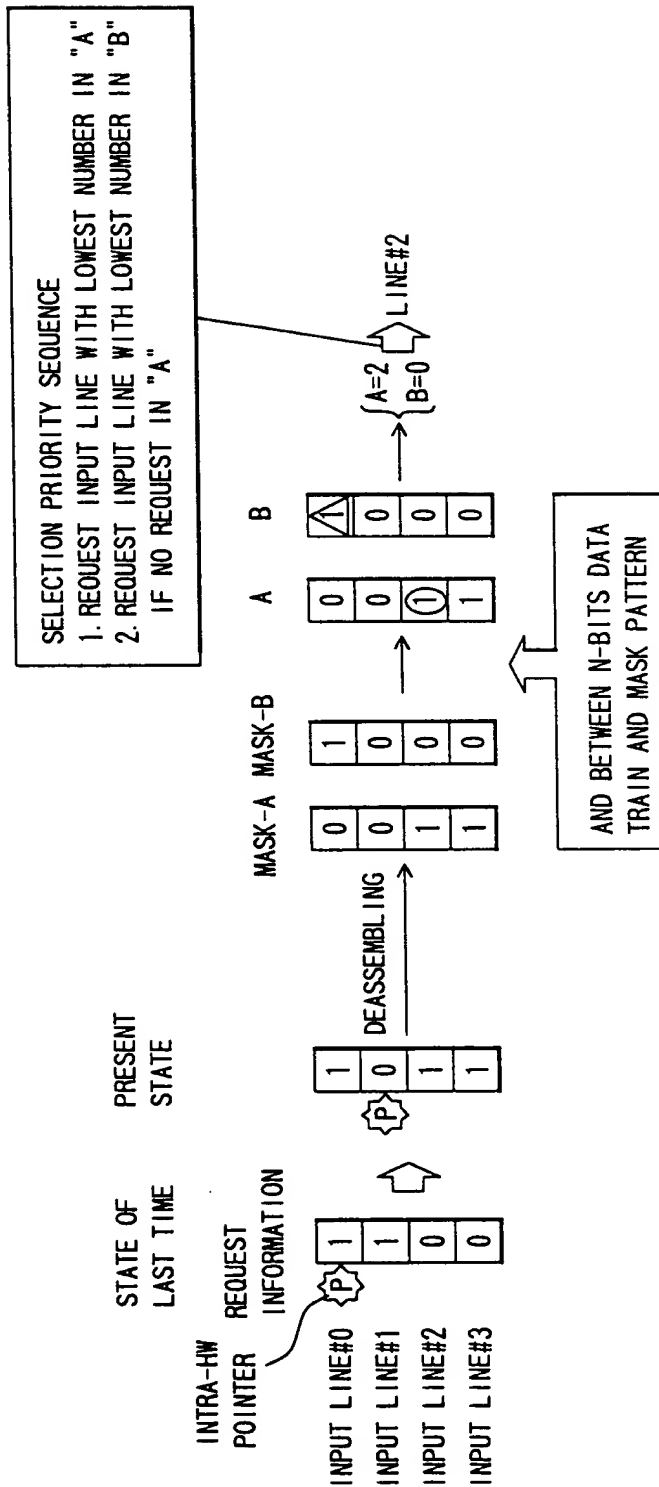 SELECTION PRIORITY SEQUENCE
1. REQUEST INPUT LINE WITH LOWEST NUMBER IN "A"
2. REQUEST INPUT LINE WITH LOWEST NUMBER IN "B"
IF NO REQUEST IN "A"
STATE OF
LAST TIME
PRESENT
STATE
INTRA-HW
POINTER
REQUEST
INFORMATION
MASK-A MASK-B
A
B
INPUT LINE#0
P
1
1
0
1
0
1
INPUT LINE#1
1
P
0
DEASSEMBLING
0
0
0
0
INPUT LINE#2
0
1
1
0
1
0
INPUT LINE#3
0
1
1
0
1
0
A=2
B=0
LINE#2
AND BETWEEN N-BITS DATA
TRAIN AND MASK PATTERN